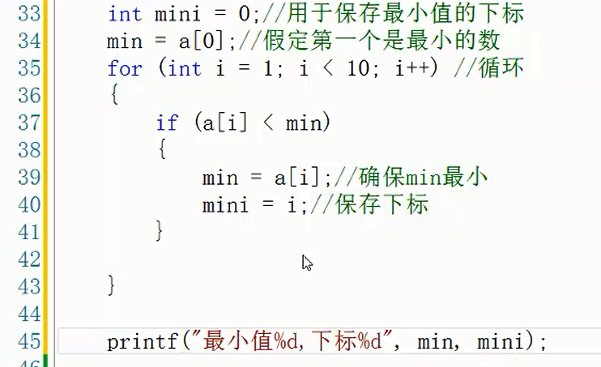 33 int mini = 0;//用于保存最小值的下标
34 min = a[0];//假定第一个是最小的数
35 for (int i = 1; i < 10; i++) //循环
36 {
37 if (a[i] < min)
38 {
39 min = a[i];//确保min最小
40 mini = i;//保存下标
41 }
42
43 }
44
45 printf("最小值%d,下标%d", min, mini);